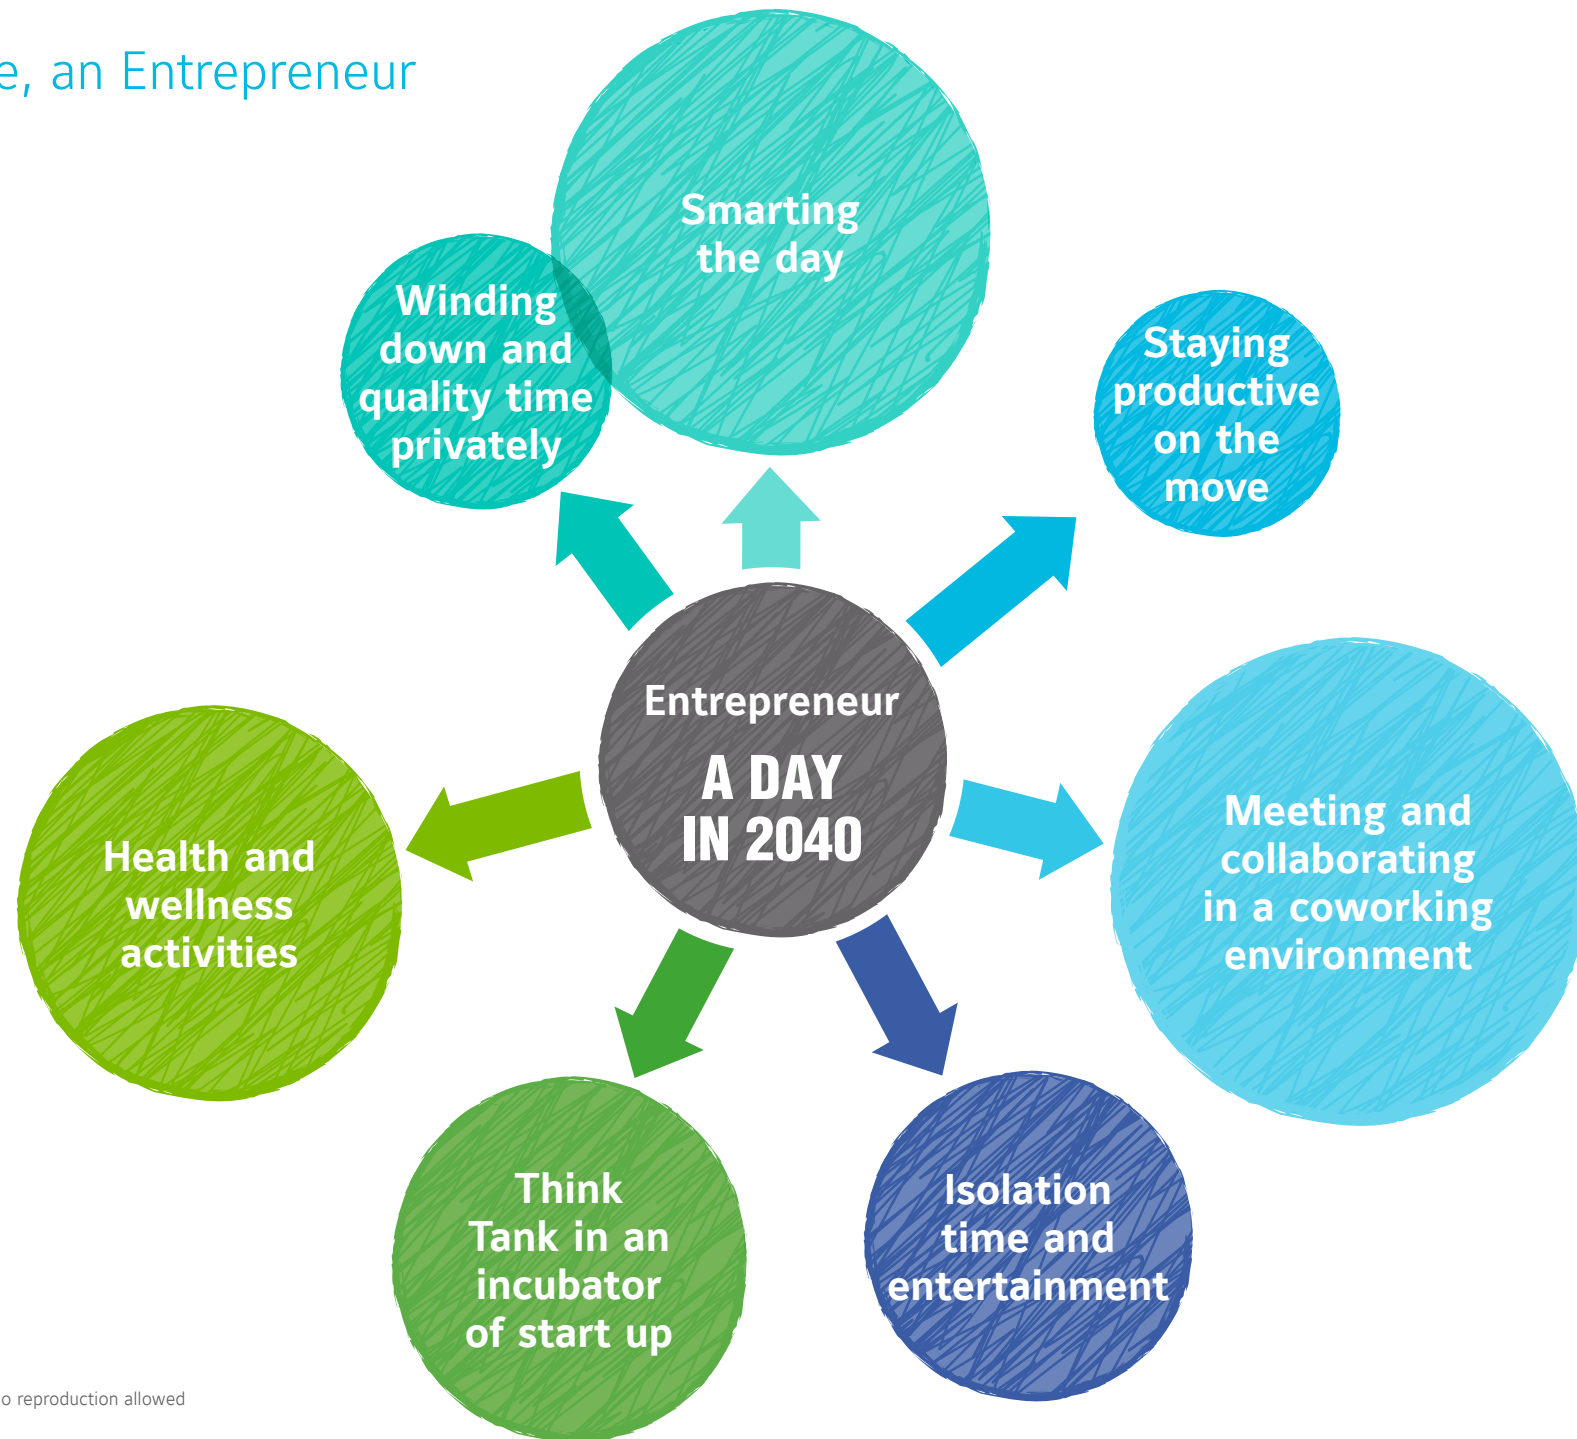 e, an Entrepreneur
Smarting
the day
Winding
down and
quality time
privately
Staying
productive
on the
move
Entrepreneur
A DAY
IN 2040
Meeting and
collaborating
in a coworking
environment
Health and
wellness
activities
Think
Tank in an
incubator
of start up
Isolation
time and
entertainment
o reproduction allowed